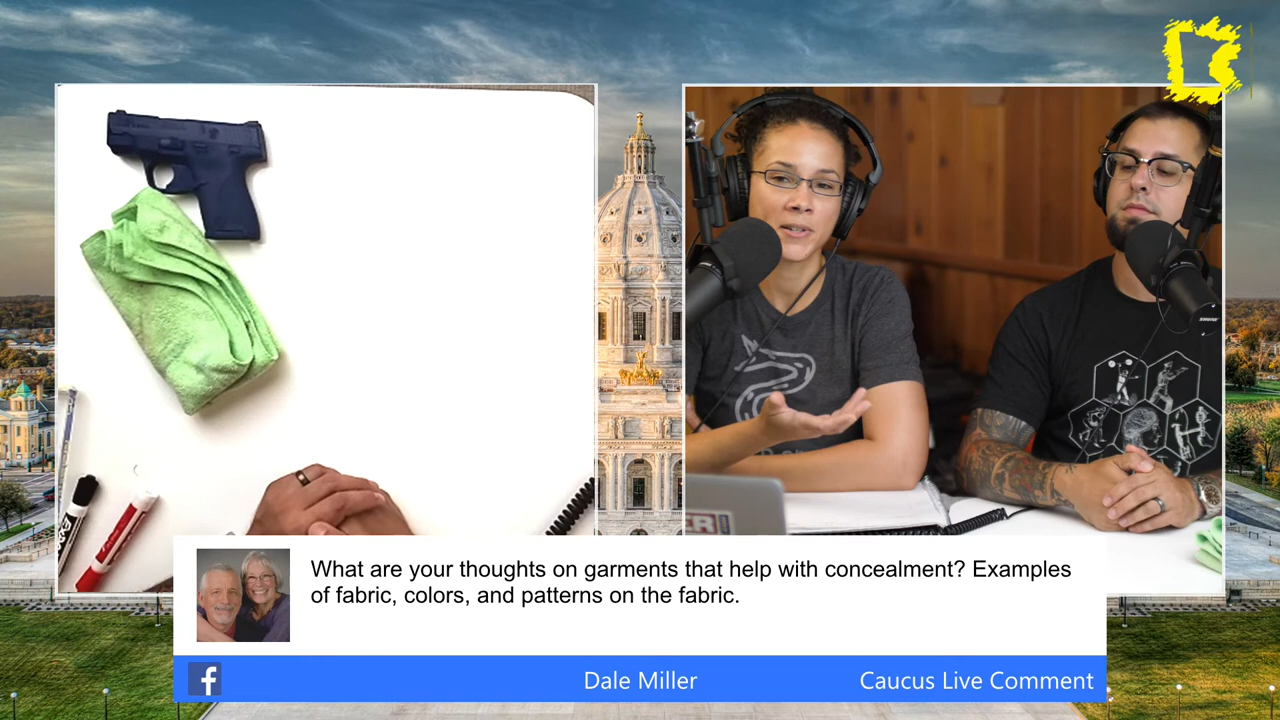 What are your thoughts on garments that help with concealment? Examples
of fabric, colors, and patterns on the fabric.
Dale Miller
Caucus Live Comment